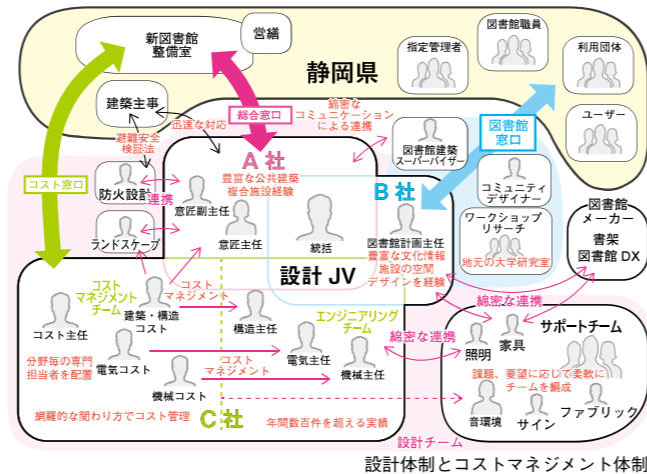 新図書館
整備室
営繕
静岡県
指定管理者
図書館職員
利用団体
ユーザー
建築主事
総合窓口
迅速な対応
避難安全
検証法
綿密な
コミュニケーション
による連携
図書館
窓口
コスト窓口
A社
豊富な公共建築
複合施設経験
図書館建築
スーパーバイザー
B社
コミュニティ
デザイナー
ワークショップ
リサーチ
地元の大学研究室
図書館
メーカー
書架
図書館 DX
防火設計
連携
ランドスケープ
意匠副主任
意匠主任
統括
図書館計画主任
豊富な文化情報
施設の空間
デザインを経験
設計 JV
コスト
マネジメント
チーム
コスト
マネジメント
コスト主任
建築・構造
コスト
構造主任
エンジニアリング
チーム
分野毎の専門
担当者を配置
電気コスト
コスト
マネジメント
電気主任
機械コスト
機械主任
網羅的な関わり方でコスト管理
C社
年間数百件を超える実績
綿密な連携
綿密な連携
照明
家具
サポートチーム
課題、要望に応じて柔軟に
チームを編成
音環境
サイン
ファブリック
設計チーム
設計体制とコストマネジメント体制